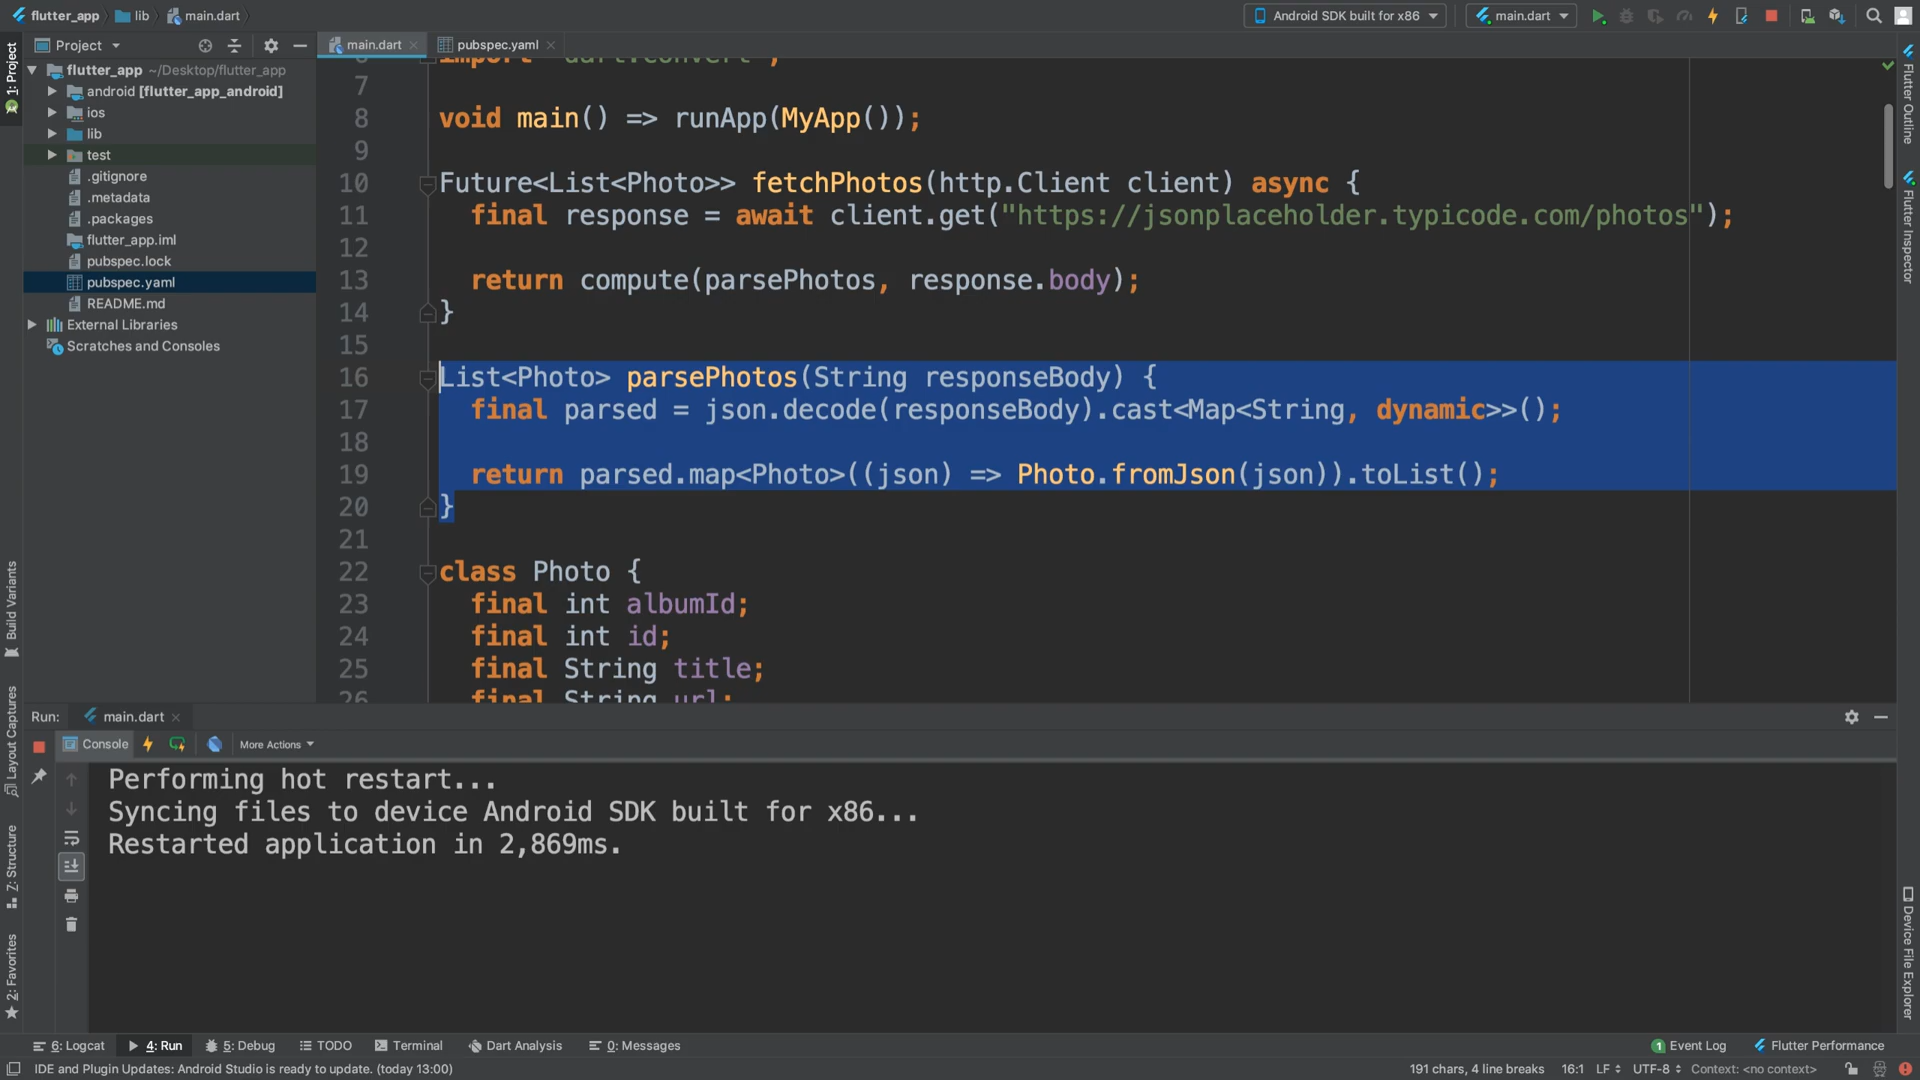 flutter_app lib main.dart Android SDK built for x86 main.dart
Project main.dart pubspec.yaml
1: Project
flutter_app ~/Desktop/flutter_app
android [flutter_app_android]
ios
lib
test
.gitignore
.metadata
.packages
flutter_app.iml
pubspec.lock
pubspec.yaml
README.md
External Libraries
Scratches and Consoles
6 import 'dart:convert';
7
8 void main() => runApp(MyApp());
9
10 Future<List<Photo>> fetchPhotos(http.Client client) async {
11 final response = await client.get("https://jsonplaceholder.typicode.com/photos");
12
13 return compute(parsePhotos, response.body);
14 }
15
16 List<Photo> parsePhotos(String responseBody) {
17 final parsed = json.decode(responseBody).cast<Map<String, dynamic>>();
18
19 return parsed.map<Photo>((json) => Photo.fromJson(json)).toList();
20 }
21
22 class Photo {
23 final int albumId;
24 final int id;
25 final String title;
26 final String url;
Flutter Outline
Flutter Inspector
Build Variants
Layout Captures
Z: Structure
2: Favorites
Device File Explorer
Run: main.dart
Console More Actions
Performing hot restart...
Syncing files to device Android SDK built for x86...
Restarted application in 2,869ms.
6: Logcat 4: Run 5: Debug TODO Terminal Dart Analysis 0: Messages 1 Event Log Flutter Performance
IDE and Plugin Updates: Android Studio is ready to update. (today 13:00) 191 chars, 4 line breaks 16:1 LF UTF-8 Context: <no context>